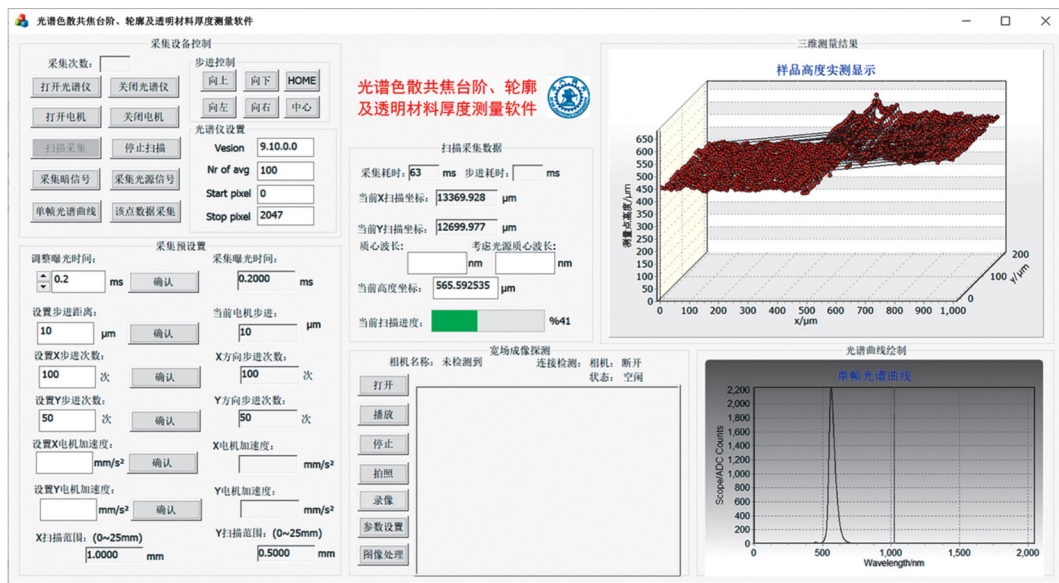 光谱色散共焦台阶、轮廓及透明材料厚度测量软件
采集设备控制
采集次数：
打开光谱仪 关闭光谱仪
打开电机 关闭电机
扫描采集 停止扫描
采集暗信号 采集光源信号
单帧光谱曲线 该点数据采集
步进控制
向上 向下 HOME
向左 向右 中心
光谱仪设置
Vesion 9.10.0.0
Nr of avg 100
Start pixel 0
Stop pixel 2047
采集预设置
调整曝光时间： 采集曝光时间：
0.2 ms 确认 0.2000 ms
设置步进距离： 当前电机步进：
10 μm 确认 10 μm
设置X步进次数： X方向步进次数：
100 次 确认 100 次
设置Y步进次数： Y方向步进次数：
50 次 确认 50 次
设置X电机加速度： X电机加速度：
mm/s² 确认 mm/s²
设置Y电机加速度： Y电机加速度：
mm/s² 确认 mm/s²
X扫描范围：(0~25mm) Y扫描范围：(0~25mm)
1.0000 mm 0.5000 mm
光谱色散共焦台阶、轮廓
及透明材料厚度测量软件
扫描采集数据
采集耗时：63 ms 步进耗时： ms
当前X扫描坐标：13369.928 μm
当前Y扫描坐标：12699.977 μm
质心波长： 考虑光源质心波长：
nm nm
当前高度坐标：565.592535 μm
当前扫描进度： %41
宽场成像探测
相机名称：未检测到 连接检测：相机：断开
状态：空闲
打开
播放
停止
拍照
录像
参数设置
图像处理
三维测量结果
样品高度实测显示
测量点高度/μm
650
600
550
500
450
400
350
300
250
200
150
100
50
0
0 100 200 300 400 500 600 700 800 900 1,000
x/μm
0
100
200
Y/μm
光谱曲线绘制
单帧光谱曲线
Scope/ADC Counts
2,200
2,000
1,800
1,600
1,400
1,200
1,000
800
600
400
200
0
0 500 1,000 1,500 2,000
Wavelength/nm